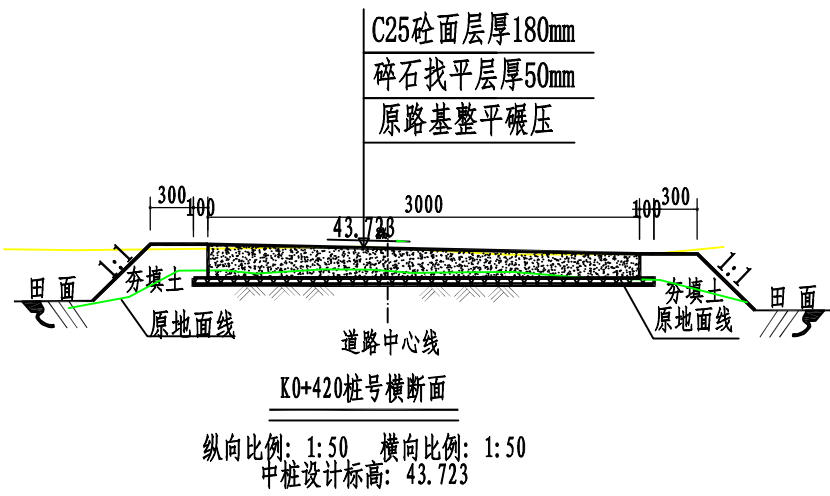 C25砼面层厚180mm
碎石找平层厚50mm
原路基整平碾压
300 100 3000 100 300
43.723
1:1 1:1
夯填土 夯填土
田面 田面
原地面线 原地面线
道路中心线
K0+420桩号横断面
纵向比例: 1:50 横向比例: 1:50
中桩设计标高: 43.723